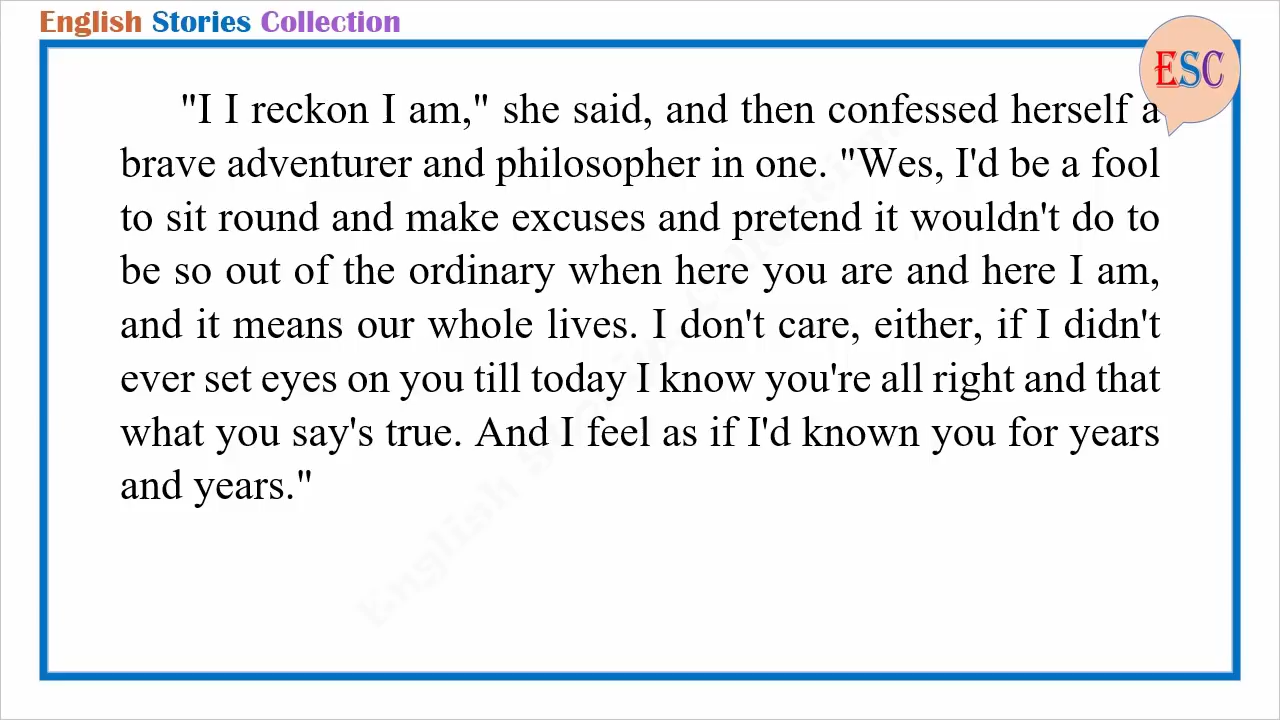 English Stories Collection
ESC
"I I reckon I am," she said, and then confessed herself a
brave adventurer and philosopher in one. "Wes, I'd be a fool
to sit round and make excuses and pretend it wouldn't do to
be so out of the ordinary when here you are and here I am,
and it means our whole lives. I don't care, either, if I didn't
ever set eyes on you till today I know you're all right and that
what you say's true. And I feel as if I'd known you for years
and years."
English Stories Collection